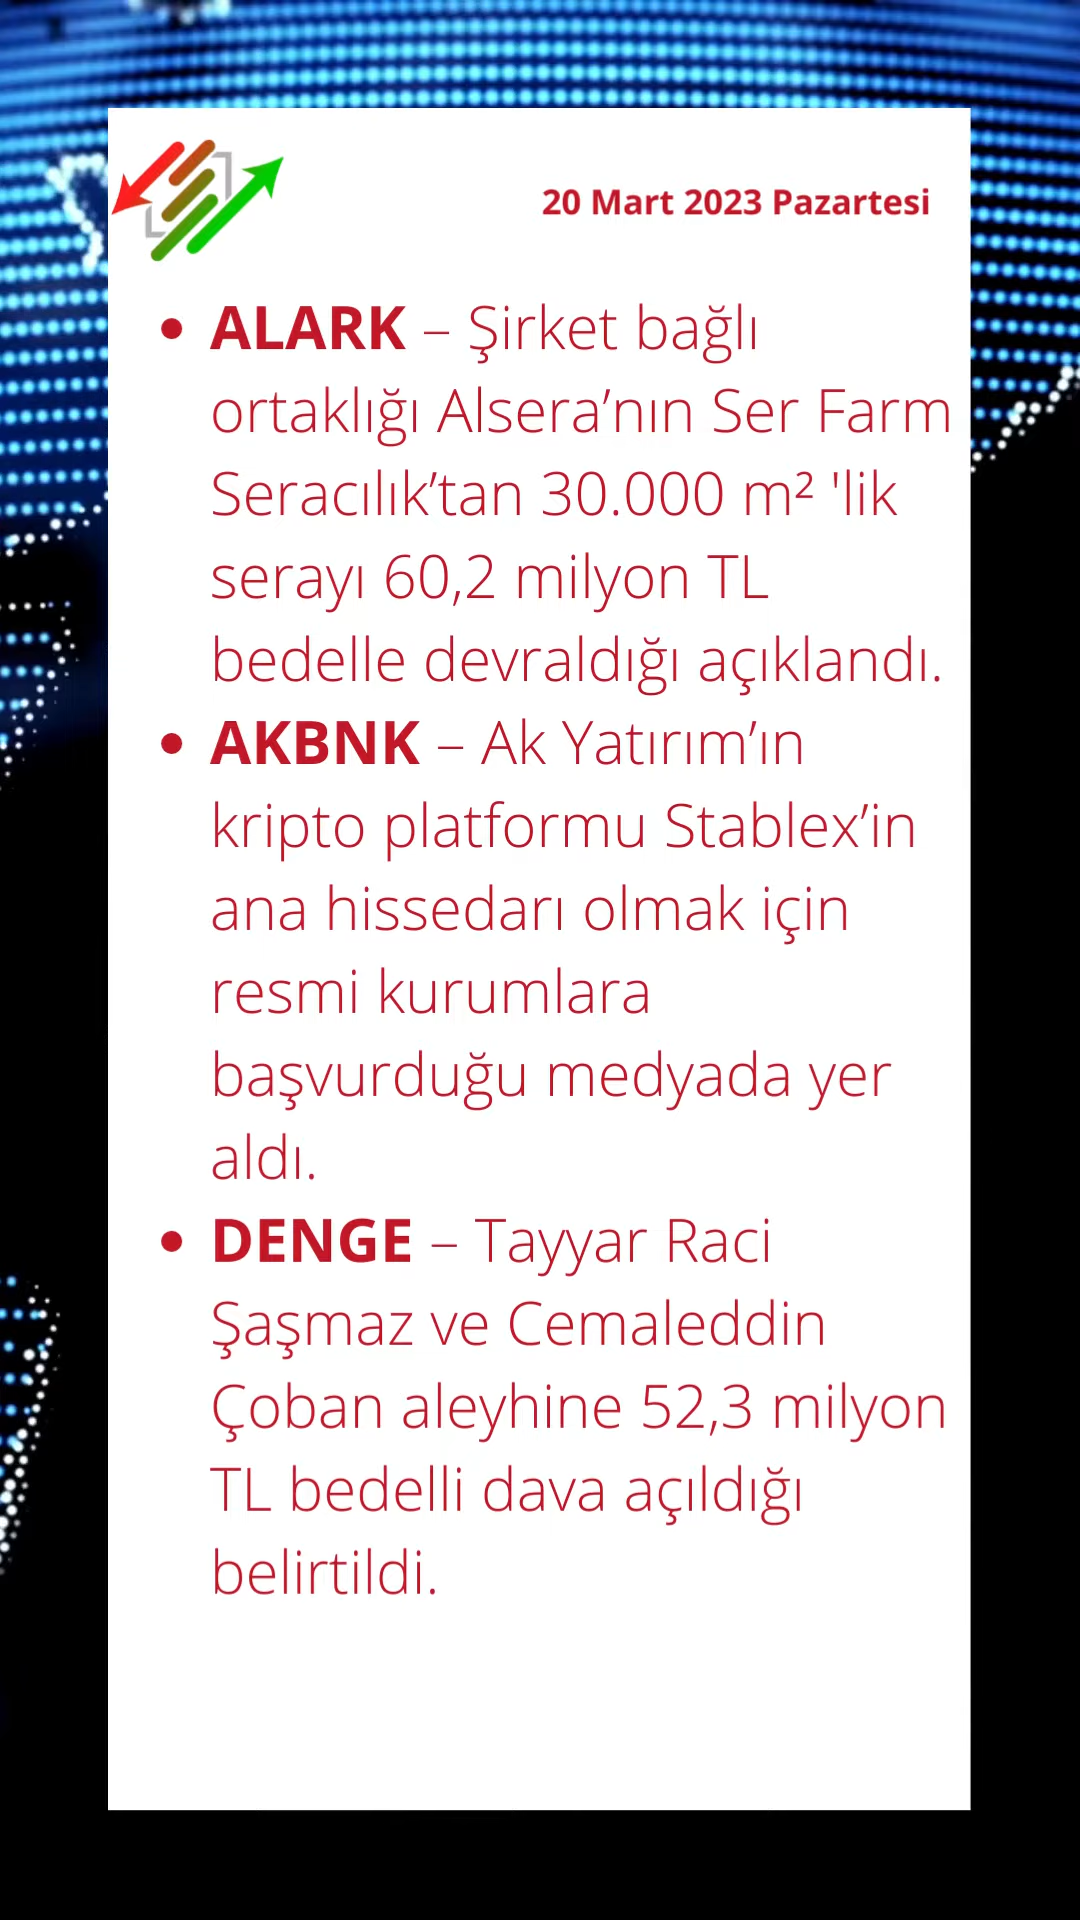 20 Mart 2023 Pazartesi
• ALARK – Şirket bağlı
ortaklığı Alsera’nın Ser Farm
Seracılık’tan 30.000 m² 'lik
serayı 60,2 milyon TL
bedelle devraldığı açıklandı.
• AKBNK – Ak Yatırım’ın
kripto platformu Stablex’in
ana hissedarı olmak için
resmi kurumlara
başvurduğu medyada yer
aldı.
• DENGE – Tayyar Raci
Şaşmaz ve Cemaleddin
Çoban aleyhine 52,3 milyon
TL bedelli dava açıldığı
belirtildi.